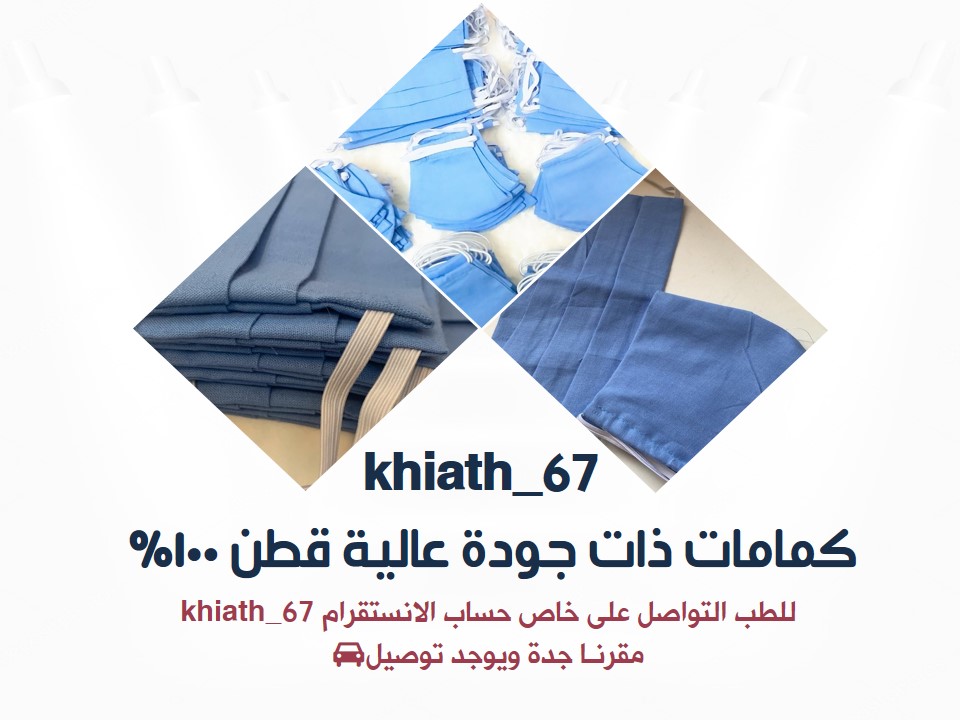 khiath_67
كمامات ذات جودة عالية قطن ١٠٠%
للطب التواصل على خاص حساب الانستقرام khiath_67
مقرنا جدة ويوجد توصيل